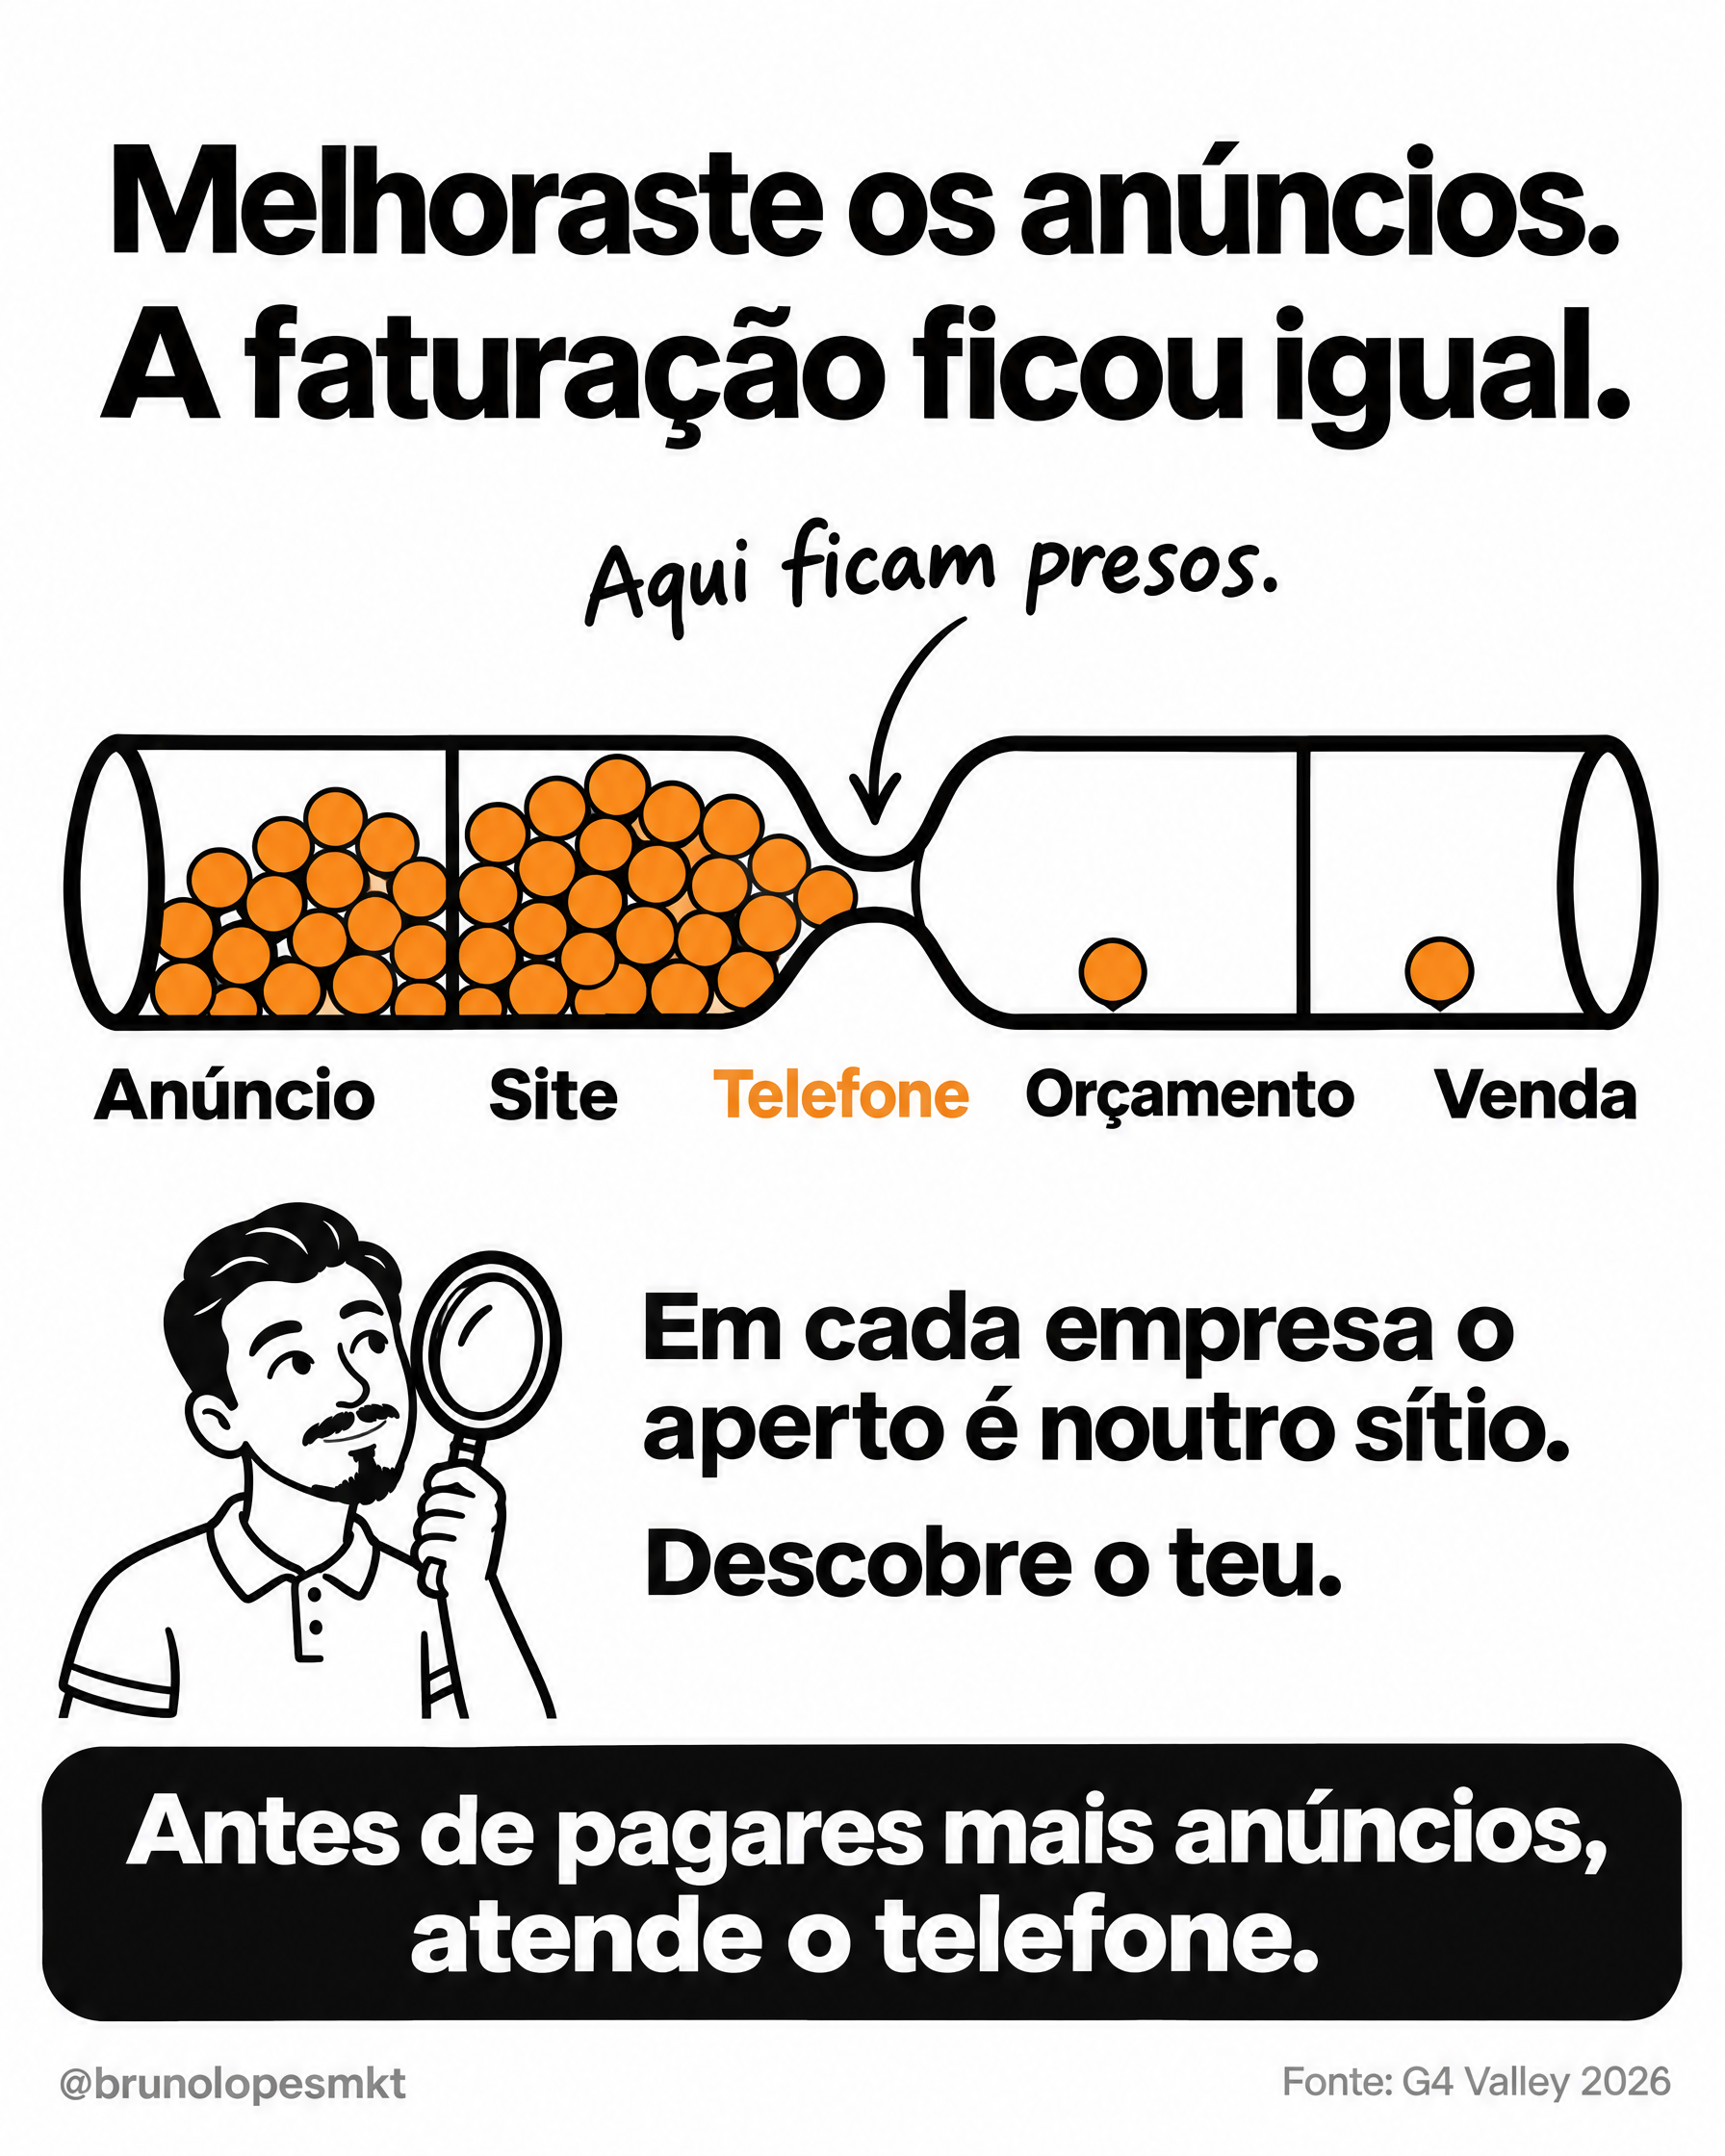 Melhoraste os anúncios.
A faturação ficou igual.
Aqui ficam presos.
Anúncio Site Telefone Orçamento Venda
Em cada empresa o
aperto é noutro sítio.
Descobre o teu.
Antes de pagares mais anúncios,
atende o telefone.
@brunolopesmkt
Fonte: G4 Valley 2026